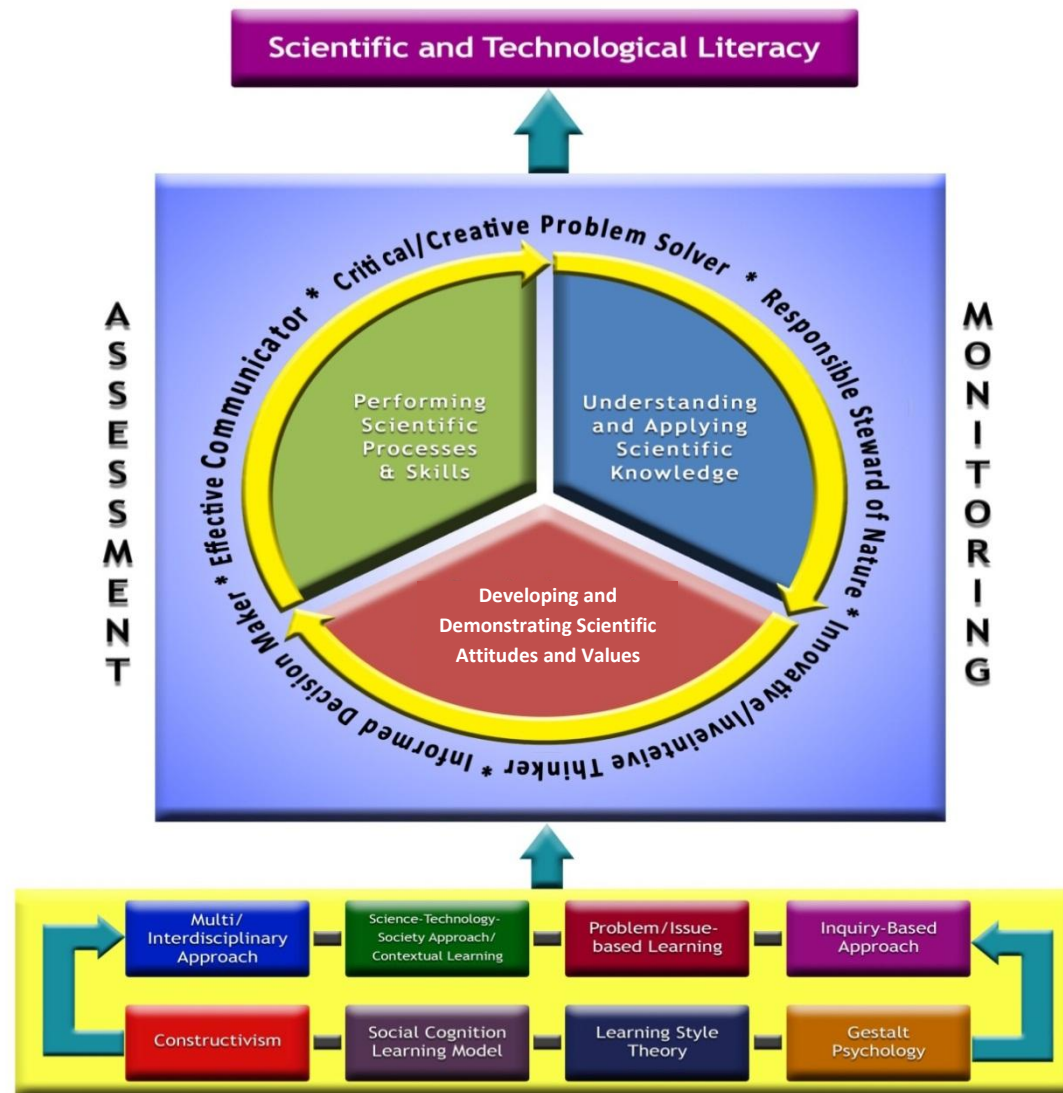 Scientific and Technological Literacy
ASSESSMENT
MONITORING
* Critical/Creative Problem Solver * Responsible Steward of Nature * Innovative/Inveinteive Thinker * Informed Decision Maker * Effective Communicator
Performing
Scientific
Processes
& Skills
Understanding
and Applying
Scientific
Knowledge
Developing and
Demonstrating Scientific
Attitudes and Values
Multi/
Interdisciplinary
Approach
Science-Technology-
Society Approach/
Contextual Learning
Problem/Issue-
based Learning
Inquiry-Based
Approach
Constructivism
Social Cognition
Learning Model
Learning Style
Theory
Gestalt
Psychology